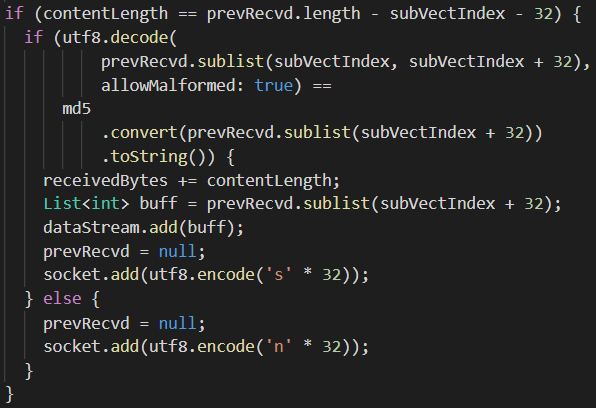 if (contentLength == prevRecvd.length - subVectIndex - 32) {
if (utf8.decode(
prevRecvd.sublist(subVectIndex, subVectIndex + 32),
allowMalformed: true) ==
md5
.convert(prevRecvd.sublist(subVectIndex + 32))
.toString()) {
receivedBytes += contentLength;
List<int> buff = prevRecvd.sublist(subVectIndex + 32);
dataStream.add(buff);
prevRecvd = null;
socket.add(utf8.encode('s' * 32));
} else {
prevRecvd = null;
socket.add(utf8.encode('n' * 32));
}
}